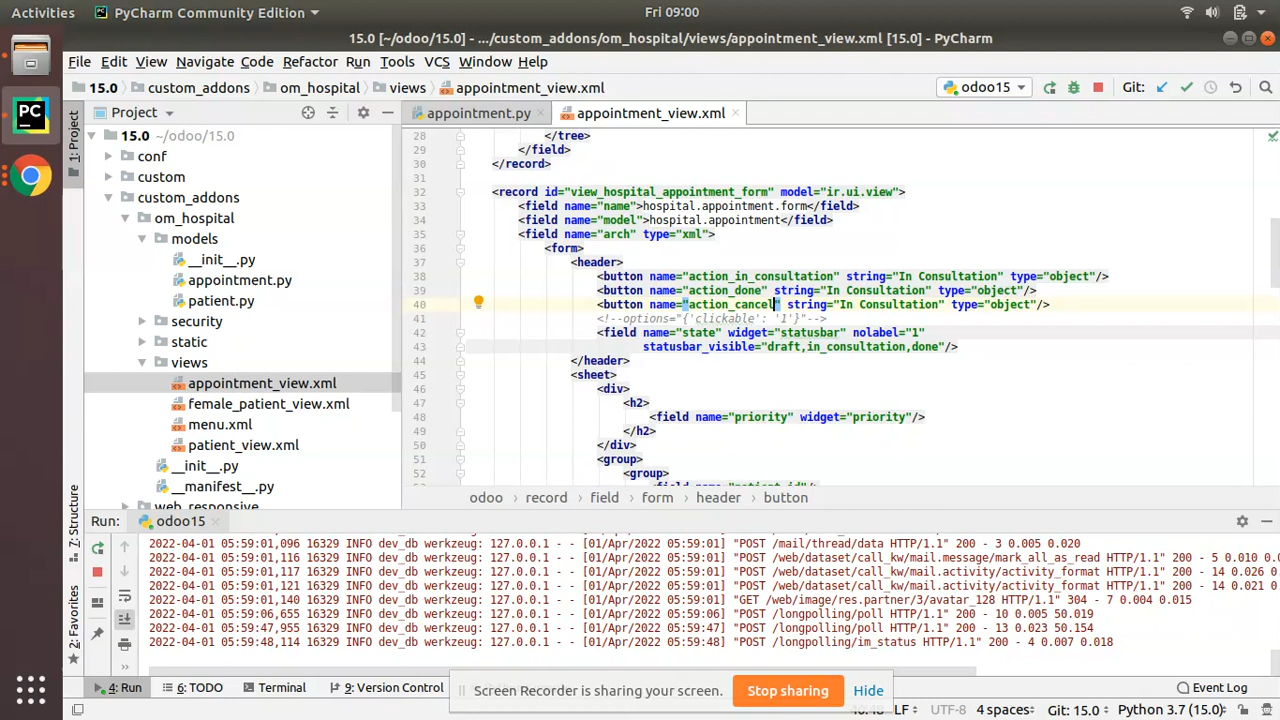 Activities PyCharm Community Edition Fri 09:00
15.0 [~/odoo/15.0] - .../custom_addons/om_hospital/views/appointment_view.xml [15.0] - PyCharm
File Edit View Navigate Code Refactor Run Tools VCS Window Help
15.0 custom_addons om_hospital views appointment_view.xml odoo15 Git:
Project appointment.py appointment_view.xml
1: Project
15.0 ~/odoo/15.0
conf
custom
custom_addons
om_hospital
models
__init__.py
appointment.py
patient.py
security
static
views
appointment_view.xml
female_patient_view.xml
menu.xml
patient_view.xml
__init__.py
__manifest__.py
web_responsive
28 </tree>
29 </field>
30 </record>
31
32 <record id="view_hospital_appointment_form" model="ir.ui.view">
33 <field name="name">hospital.appointment.form</field>
34 <field name="model">hospital.appointment</field>
35 <field name="arch" type="xml">
36 <form>
37 <header>
38 <button name="action_in_consultation" string="In Consultation" type="object"/>
39 <button name="action_done" string="In Consultation" type="object"/>
40 <button name="action_cancel" string="In Consultation" type="object"/>
41 <!--options="{'clickable': '1'}"-->
42 <field name="state" widget="statusbar" nolabel="1"
43 statusbar_visible="draft,in_consultation,done"/>
44 </header>
45 <sheet>
46 <div>
47 <h2>
48 <field name="priority" widget="priority"/>
49 </h2>
50 </div>
51 <group>
52 <group>
odoo record field form header button
7: Structure
2: Favorites
Run: odoo15
2022-04-01 05:59:01,096 16329 INFO dev_db werkzeug: 127.0.0.1 - - [01/Apr/2022 05:59:01] "POST /mail/thread/data HTTP/1.1" 200 - 3 0.005 0.020
2022-04-01 05:59:01,116 16329 INFO dev_db werkzeug: 127.0.0.1 - - [01/Apr/2022 05:59:01] "POST /web/dataset/call_kw/mail.message/mark_all_as_read HTTP/1.1" 200 - 5 0.010 0.0
2022-04-01 05:59:01,117 16329 INFO dev_db werkzeug: 127.0.0.1 - - [01/Apr/2022 05:59:01] "POST /web/dataset/call_kw/mail.activity/activity_format HTTP/1.1" 200 - 14 0.026 0.
2022-04-01 05:59:01,121 16329 INFO dev_db werkzeug: 127.0.0.1 - - [01/Apr/2022 05:59:01] "POST /web/dataset/call_kw/mail.activity/activity_format HTTP/1.1" 200 - 14 0.021 0.
2022-04-01 05:59:01,140 16329 INFO dev_db werkzeug: 127.0.0.1 - - [01/Apr/2022 05:59:01] "GET /web/image/res.partner/3/avatar_128 HTTP/1.1" 304 - 7 0.004 0.015
2022-04-01 05:59:06,655 16329 INFO dev_db werkzeug: 127.0.0.1 - - [01/Apr/2022 05:59:06] "POST /longpolling/poll HTTP/1.1" 200 - 10 0.005 50.019
2022-04-01 05:59:47,955 16329 INFO dev_db werkzeug: 127.0.0.1 - - [01/Apr/2022 05:59:47] "POST /longpolling/poll HTTP/1.1" 200 - 13 0.023 50.154
2022-04-01 05:59:48,142 16329 INFO dev_db werkzeug: 127.0.0.1 - - [01/Apr/2022 05:59:48] "POST /longpolling/im_status HTTP/1.1" 200 - 4 0.007 0.018
4: Run 6: TODO Terminal 9: Version Control Event Log
Screen Recorder is sharing your screen. Stop sharing Hide
LF UTF-8 4 spaces Git: 15.0 Python 3.7 (15.0)